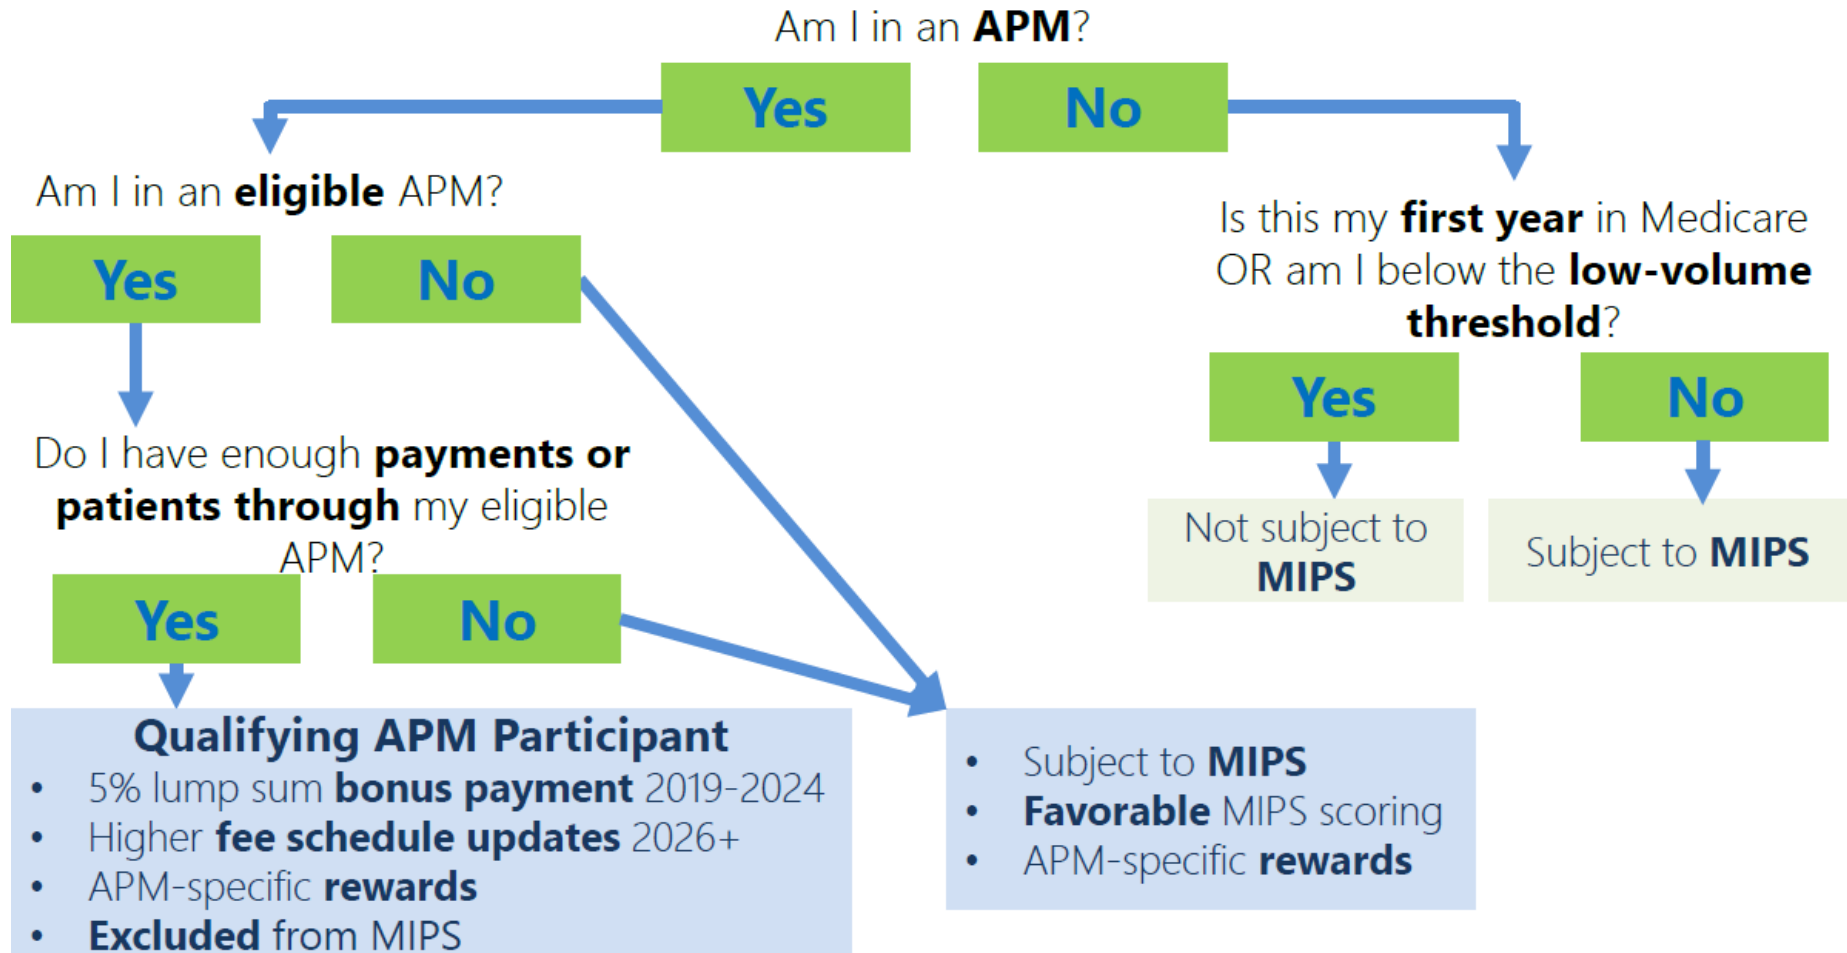 Am I in an APM?
Yes
No
Am I in an eligible APM?
Yes
No
Do I have enough payments or
patients through my eligible
APM?
Yes
No
Is this my first year in Medicare
OR am I below the low-volume
threshold?
Yes
No
Not subject to
MIPS
Subject to MIPS
Qualifying APM Participant
• 5% lump sum bonus payment 2019-2024
• Higher fee schedule updates 2026+
• APM-specific rewards
• Excluded from MIPS
• Subject to MIPS
• Favorable MIPS scoring
• APM-specific rewards